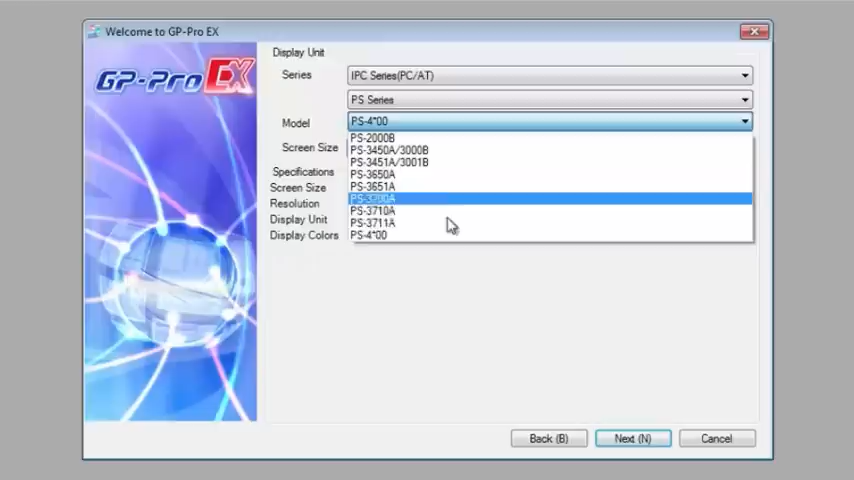 Welcome to GP-Pro EX
GP-Pro EX
Display Unit
Series
IPC Series(PC/AT)
PS Series
Model
PS-4*00
PS-2000B
PS-3450A/3000B
Screen Size
PS-3451A/3001B
Specifications
PS-3650A
Screen Size
PS-3651A
Resolution
PS-3700A
PS-3710A
Display Unit
PS-3711A
Display Colors
PS-4*00
Back (B)
Next (N)
Cancel